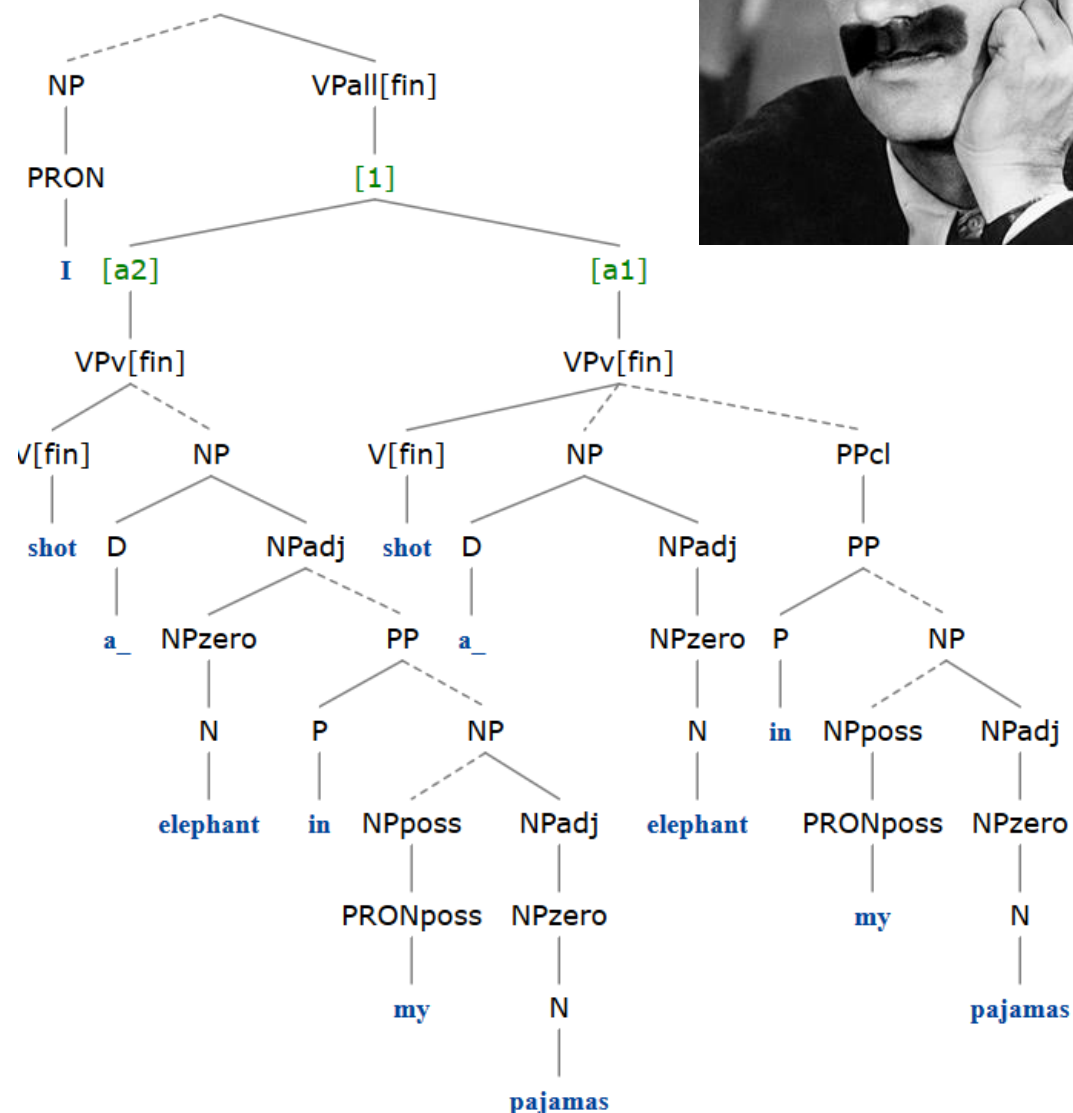 NP VPall[fin]
PRON [1]
I [a2] [a1]
VPv[fin] VPv[fin]
V[fin] NP V[fin] NP PPcl
shot D NPadj shot D NPadj PP
a_ NPzero PP a_ NPzero P NP
N P NP N in NPposs NPadj
elephant in NPposs NPadj elephant PRONposs NPzero
PRONposs NPzero my N
my N pajamas
pajamas